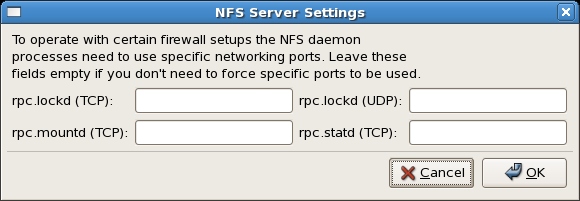 NFS Server Settings
To operate with certain firewall setups the NFS daemon
processes need to use specific networking ports. Leave these
fields empty if you don't need to force specific ports to be used.
rpc.lockd (TCP): rpc.lockd (UDP):
rpc.mountd (TCP): rpc.statd (TCP):
Cancel OK